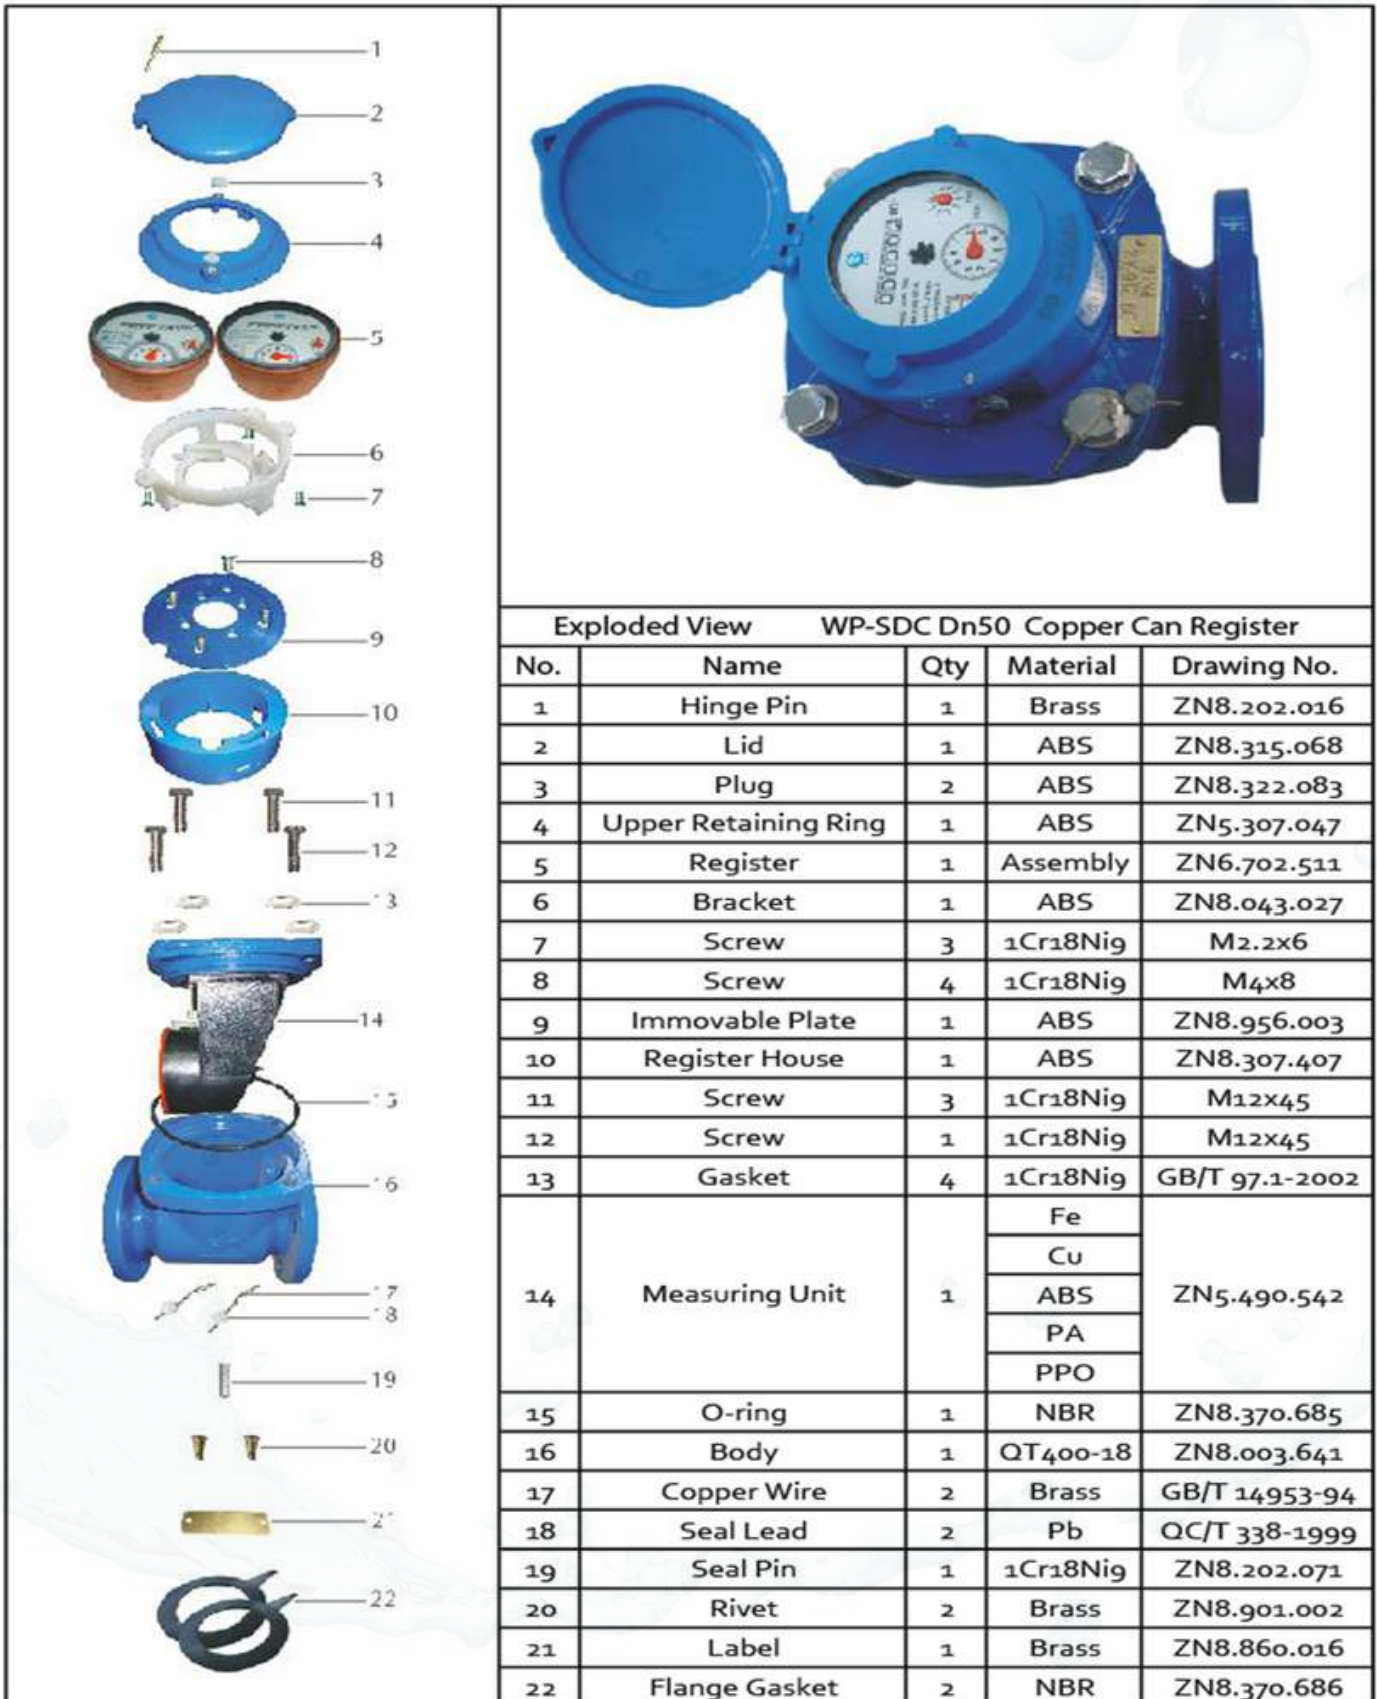 1
2
3
4
5
6
7
8
9
10
11
12
13
14
15
16
17
18
19
20
21
22
Exploded View WP-SDC Dn50 Copper Can Register
No. Name Qty Material Drawing No.
1 Hinge Pin 1 Brass ZN8.202.016
2 Lid 1 ABS ZN8.315.068
3 Plug 2 ABS ZN8.322.083
4 Upper Retaining Ring 1 ABS ZN5.307.047
5 Register 1 Assembly ZN6.702.511
6 Bracket 1 ABS ZN8.043.027
7 Screw 3 1Cr18Ni9 M2.2x6
8 Screw 4 1Cr18Ni9 M4x8
9 Immovable Plate 1 ABS ZN8.956.003
10 Register House 1 ABS ZN8.307.407
11 Screw 3 1Cr18Ni9 M12x45
12 Screw 1 1Cr18Ni9 M12x45
13 Gasket 4 1Cr18Ni9 GB/T 97.1-2002
14 Measuring Unit 1 Fe ZN5.490.542
Cu
ABS
PA
PPO
15 O-ring 1 NBR ZN8.370.685
16 Body 1 QT400-18 ZN8.003.641
17 Copper Wire 2 Brass GB/T 14953-94
18 Seal Lead 2 Pb QC/T 338-1999
19 Seal Pin 1 1Cr18Ni9 ZN8.202.071
20 Rivet 2 Brass ZN8.901.002
21 Label 1 Brass ZN8.860.016
22 Flange Gasket 2 NBR ZN8.370.686